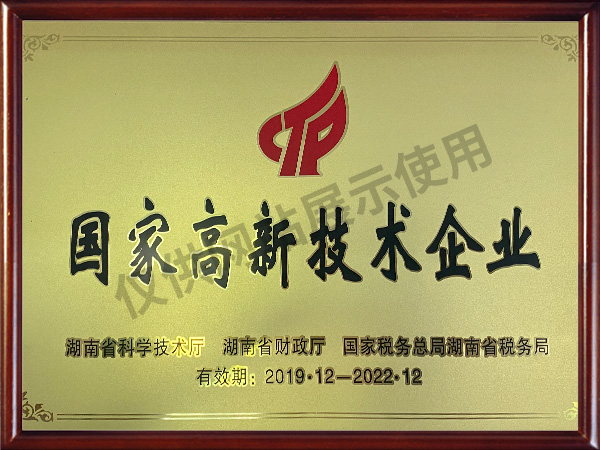 CTP
国家高新技术企业
仅供网站展示使用
湖南省科学技术厅 湖南省财政厅 国家税务总局湖南省税务局
有效期：2019·12—2022·12